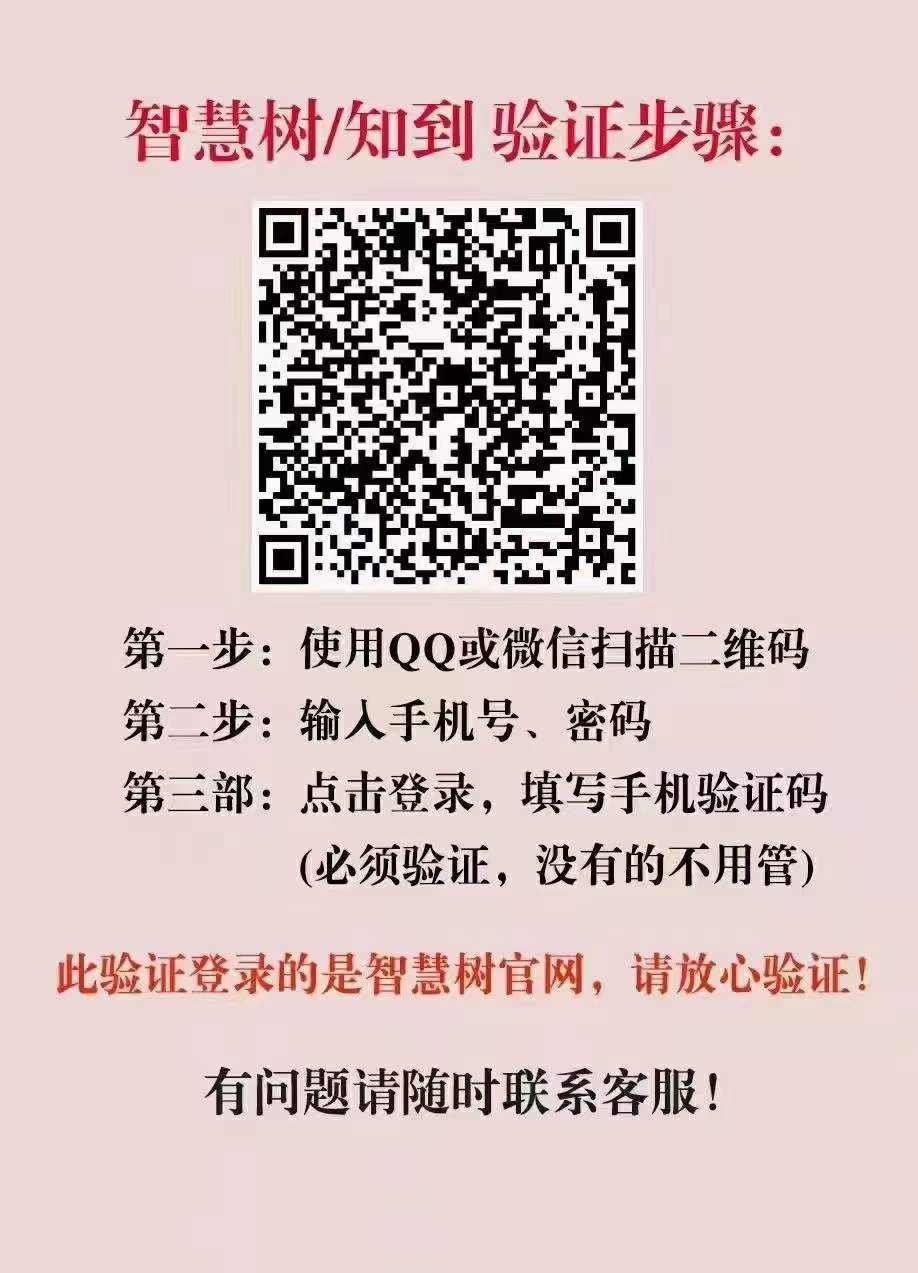 智慧树/知到 验证步骤：
第一步：使用QQ或微信扫描二维码
第二步：输入手机号、密码
第三部：点击登录，填写手机验证码
(必须验证，没有的不用管)
此验证登录的是智慧树官网，请放心验证！
有问题请随时联系客服！